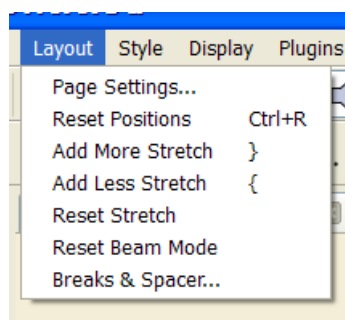 Layout Style Display Plugins
Page Settings...
Reset Positions Ctrl+R
Add More Stretch }
Add Less Stretch {
Reset Stretch
Reset Beam Mode
Breaks & Spacer...